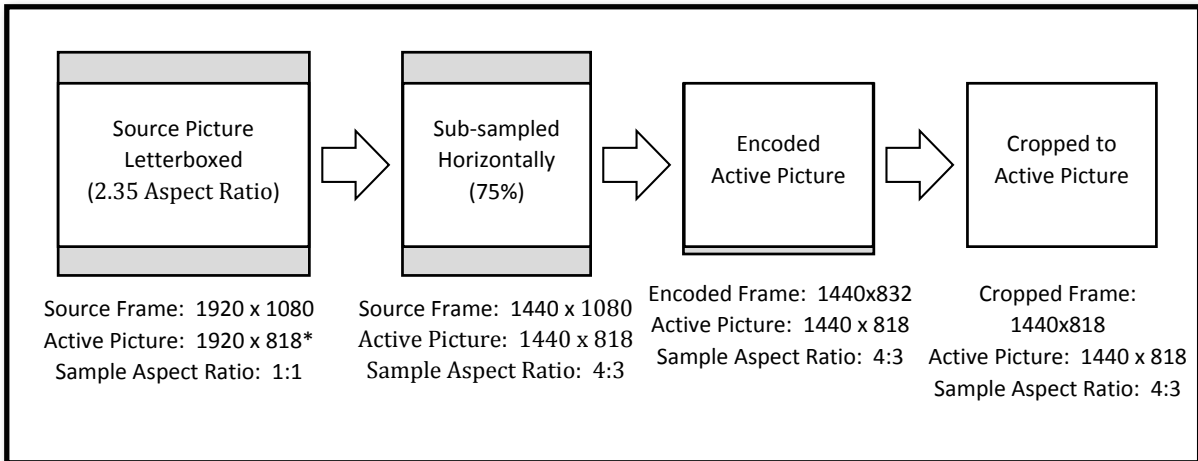 Source Picture
Letterboxed
(2.35 Aspect Ratio)
Sub-sampled
Horizontally
(75%)
Encoded
Active Picture
Cropped to
Active Picture
Source Frame: 1920 x 1080
Active Picture: 1920 x 818*
Sample Aspect Ratio: 1:1
Source Frame: 1440 x 1080
Active Picture: 1440 x 818
Sample Aspect Ratio: 4:3
Encoded Frame: 1440x832
Active Picture: 1440 x 818
Sample Aspect Ratio: 4:3
Cropped Frame:
1440x818
Active Picture: 1440 x 818
Sample Aspect Ratio: 4:3